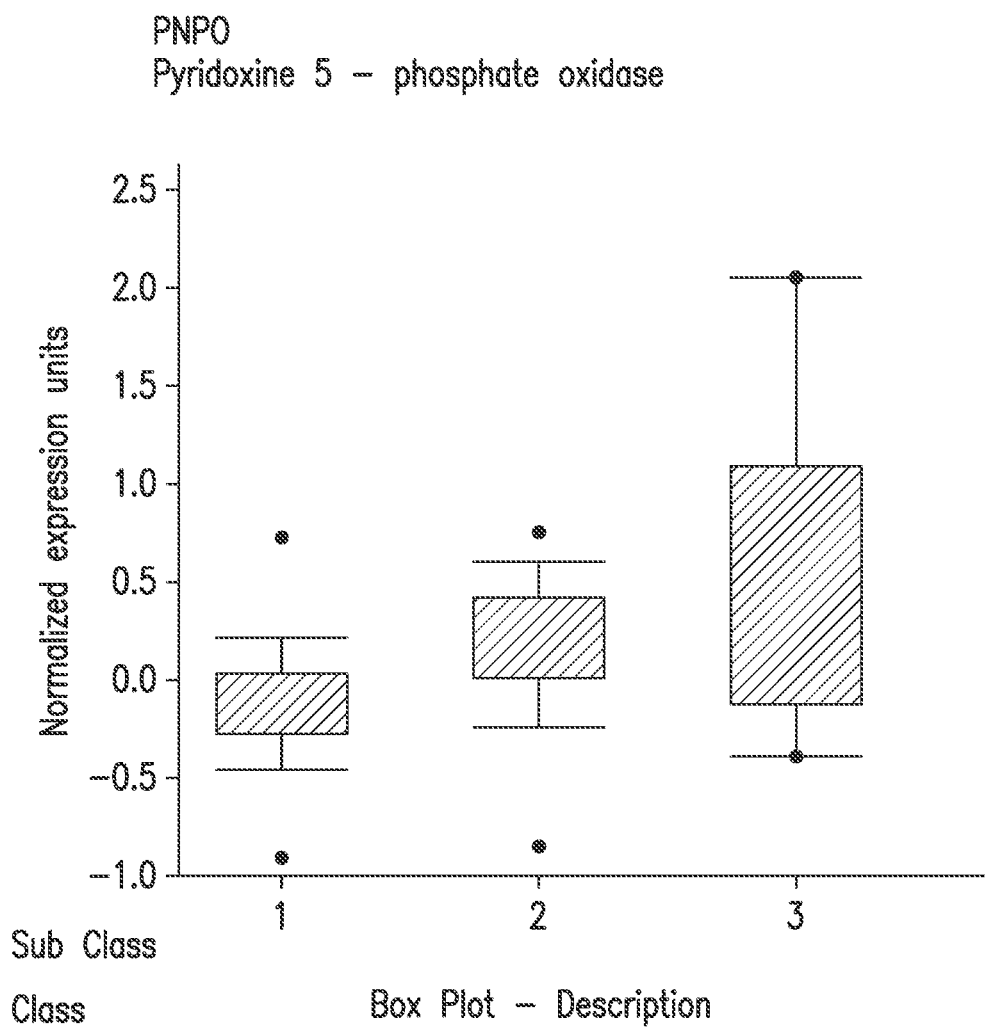 PNPO
Pyridoxine 5 – phosphate oxidase
Normalized expression units
2.5
2.0
1.5
1.0
0.5
0.0
−0.5
−1.0
1 2 3
Sub Class
Class
Box Plot – Description